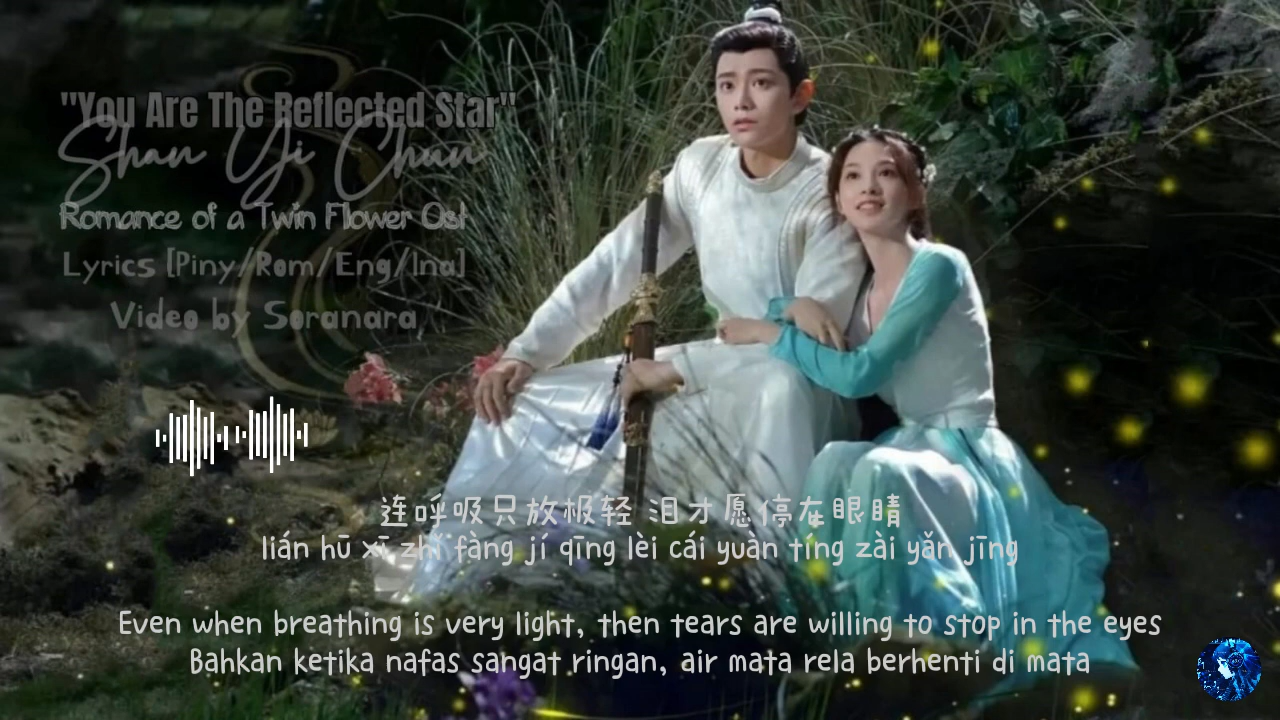 "You Are The Reflected Star"
Shan Yi Chun
Romance of a Twin Flower Ost
Lyrics [Piny/Rom/Eng/Ina]
Video by Soranara
连呼吸只放极轻 泪才愿停在眼睛
lián hū xī zhǐ fàng jí qīng lèi cái yuàn tíng zài yǎn jīng
Even when breathing is very light, then tears are willing to stop in the eyes
Bahkan ketika nafas sangat ringan, air mata rela berhenti di mata